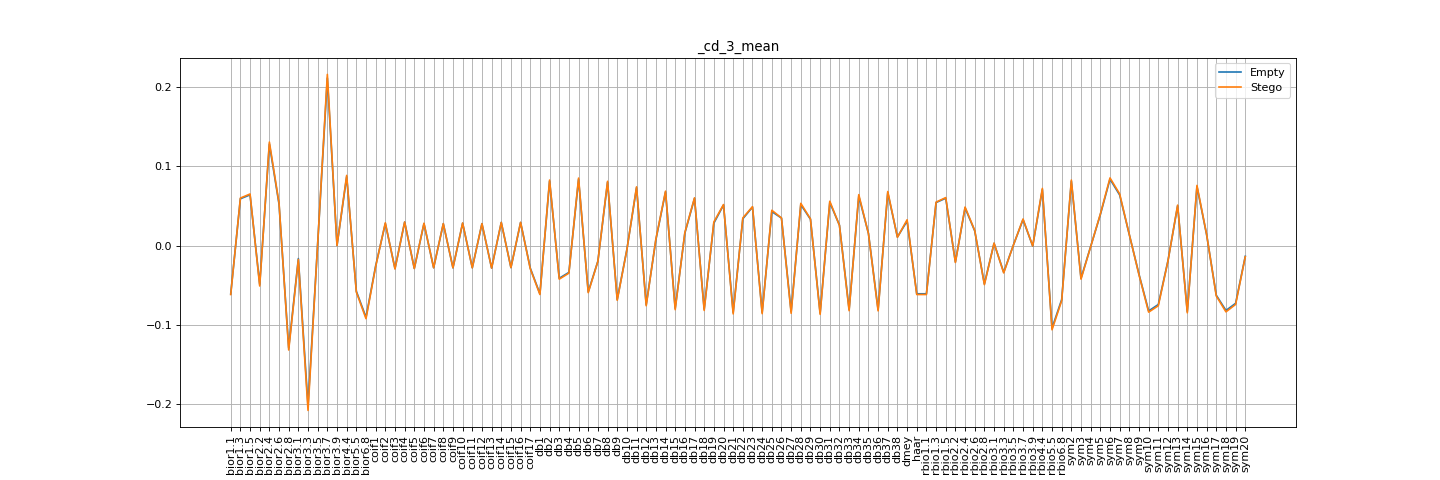 _cd_3_mean
Empty
Stego
0.2
0.1
0.0
−0.1
−0.2
bior1.1
bior1.3
bior1.5
bior2.2
bior2.4
bior2.6
bior2.8
bior3.1
bior3.3
bior3.5
bior3.7
bior3.9
bior4.4
bior5.5
bior6.8
coif1
coif2
coif3
coif4
coif5
coif6
coif7
coif8
coif9
coif10
coif11
coif12
coif13
coif14
coif15
coif16
coif17
db1
db2
db3
db4
db5
db6
db7
db8
db9
db10
db11
db12
db13
db14
db15
db16
db17
db18
db19
db20
db21
db22
db23
db24
db25
db26
db27
db28
db29
db30
db31
db32
db33
db34
db35
db36
db37
db38
dmey
haar
rbio1.1
rbio1.3
rbio1.5
rbio2.2
rbio2.4
rbio2.6
rbio2.8
rbio3.1
rbio3.3
rbio3.5
rbio3.7
rbio3.9
rbio4.4
rbio5.5
rbio6.8
sym2
sym3
sym4
sym5
sym6
sym7
sym8
sym9
sym10
sym11
sym12
sym13
sym14
sym15
sym16
sym17
sym18
sym19
sym20